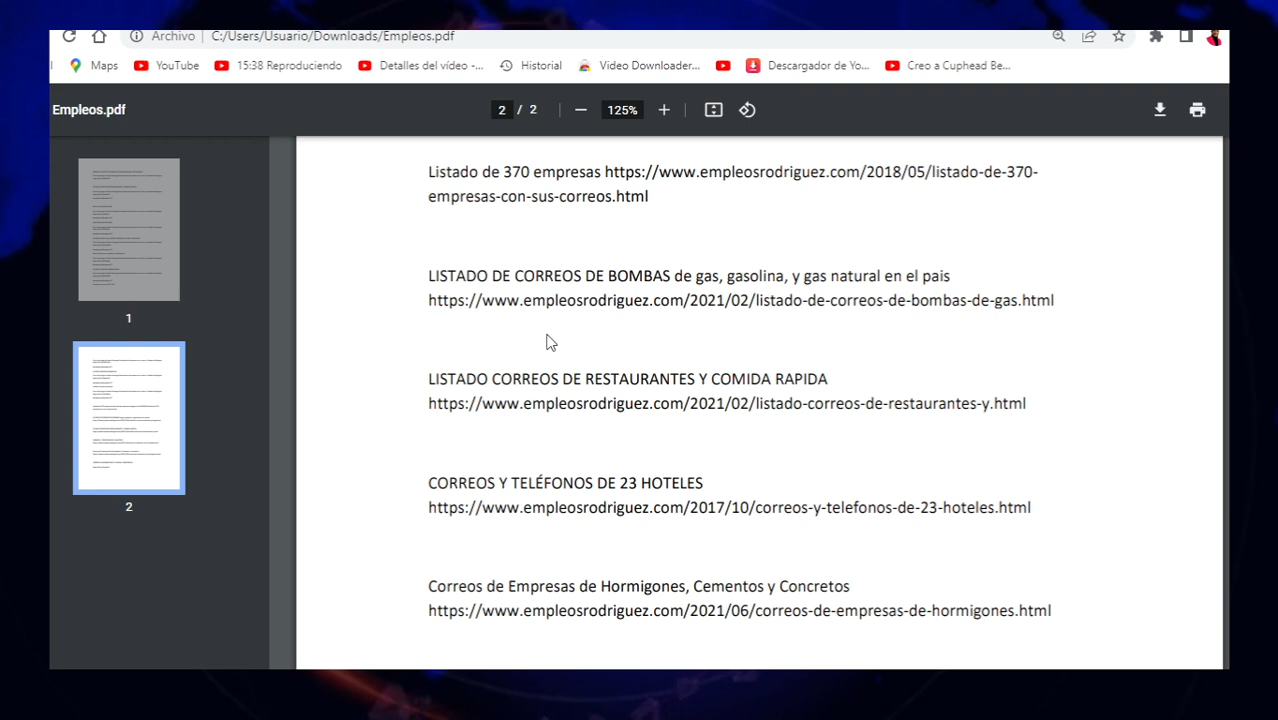 Archivo C:/Users/Usuario/Downloads/Empleos.pdf
Maps YouTube 15:38 Reproduciendo Detalles del vídeo -... Historial Video Downloader... Descargador de Yo... Creo a Cuphead Be...
Empleos.pdf 2 / 2 125%
Listado de 370 empresas https://www.empleosrodriguez.com/2018/05/listado-de-370-
empresas-con-sus-correos.html
LISTADO DE CORREOS DE BOMBAS de gas, gasolina, y gas natural en el pais
https://www.empleosrodriguez.com/2021/02/listado-de-correos-de-bombas-de-gas.html
LISTADO CORREOS DE RESTAURANTES Y COMIDA RAPIDA
https://www.empleosrodriguez.com/2021/02/listado-correos-de-restaurantes-y.html
CORREOS Y TELÉFONOS DE 23 HOTELES
https://www.empleosrodriguez.com/2017/10/correos-y-telefonos-de-23-hoteles.html
Correos de Empresas de Hormigones, Cementos y Concretos
https://www.empleosrodriguez.com/2021/06/correos-de-empresas-de-hormigones.html
1
2